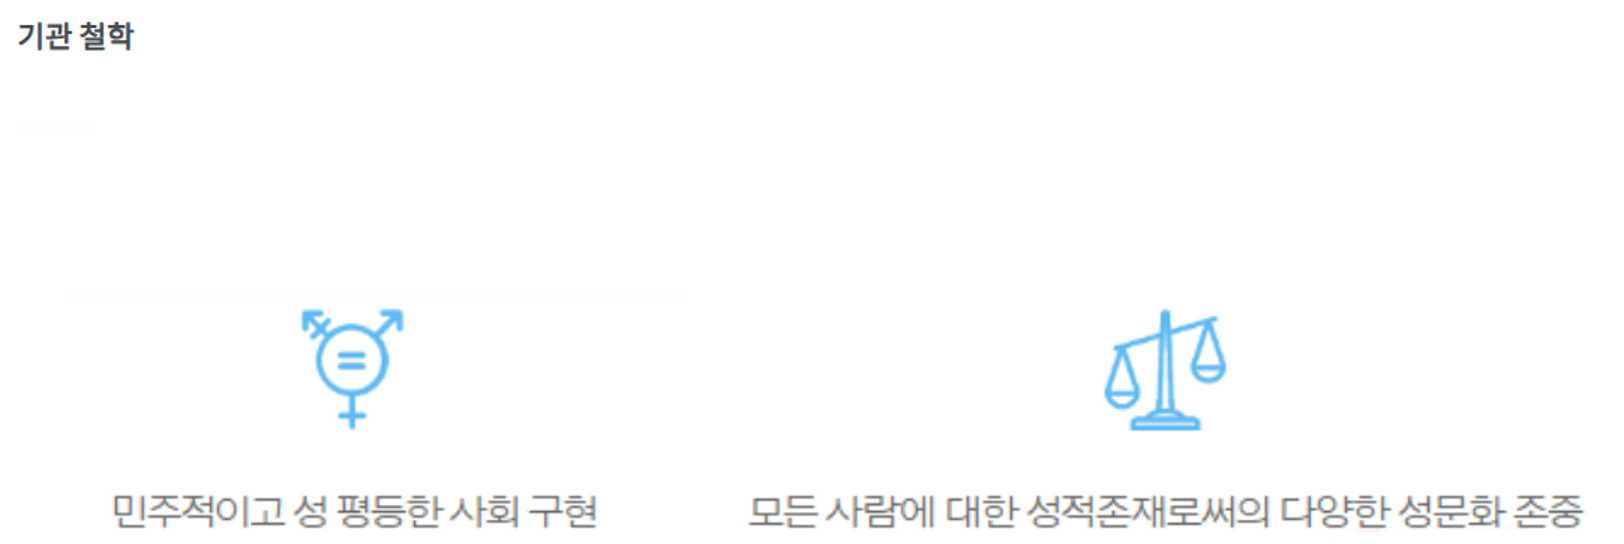 기관 철학
민주적이고 성 평등한 사회 구현
모든 사람에 대한 성적존재로써의 다양한 성문화 존중